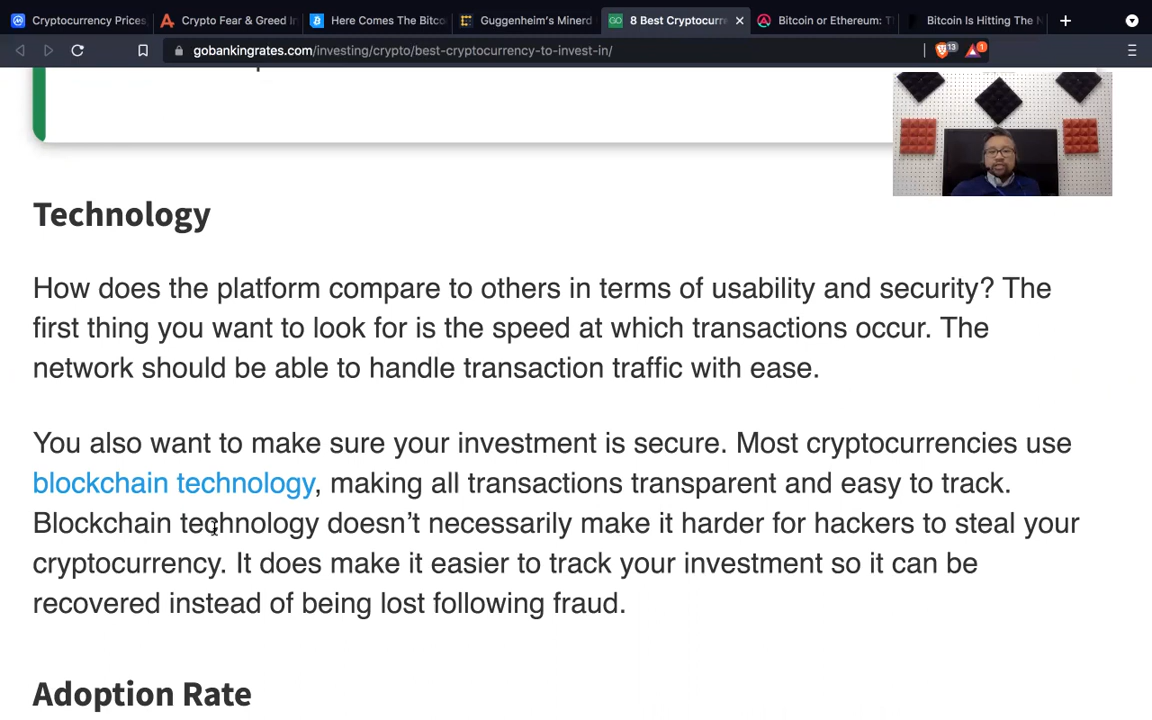 Cryptocurrency Prices,
Crypto Fear & Greed In
Here Comes The Bitco
Guggenheim's Minerd
8 Best Cryptocurr
Bitcoin or Ethereum: Th
Bitcoin Is Hitting The N
gobankingrates.com/investing/crypto/best-cryptocurrency-to-invest-in/
13
1
Technology
How does the platform compare to others in terms of usability and security? The
first thing you want to look for is the speed at which transactions occur. The
network should be able to handle transaction traffic with ease.
You also want to make sure your investment is secure. Most cryptocurrencies use
blockchain technology, making all transactions transparent and easy to track.
Blockchain technology doesn't necessarily make it harder for hackers to steal your
cryptocurrency. It does make it easier to track your investment so it can be
recovered instead of being lost following fraud.
Adoption Rate